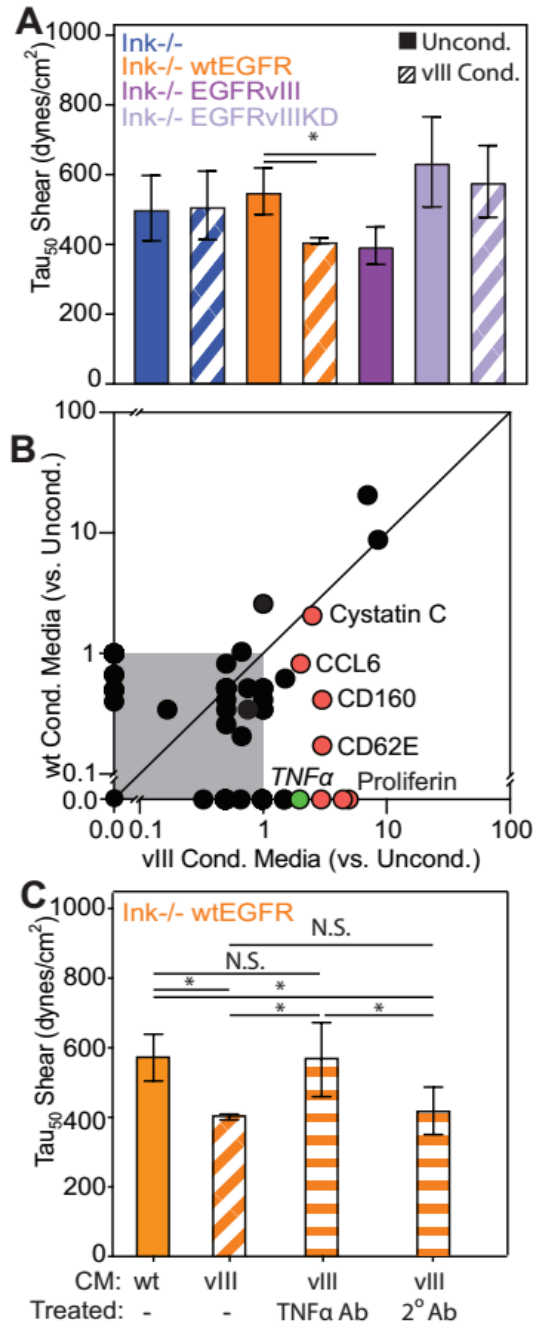 A
Tau50 Shear (dynes/cm2)
1000
800
600
400
200
0
Ink-/-
Ink-/- wtEGFR
Ink-/- EGFRvIII
Ink-/- EGFRvIIIKD
Uncond.
vIII Cond.
*
B
wt Cond. Media (vs. Uncond.)
100
10
1
0.1
0.0
Cystatin C
CCL6
CD160
CD62E
TNFα Proliferin
0.0 0.1 1 10 100
vIII Cond. Media (vs. Uncond.)
C
Tau50 Shear (dynes/cm2)
1000
800
600
400
200
0
Ink-/- wtEGFR
N.S.
N.S.
* *
* *
CM: wt vIII vIII vIII
Treated: - - TNFα Ab 2° Ab